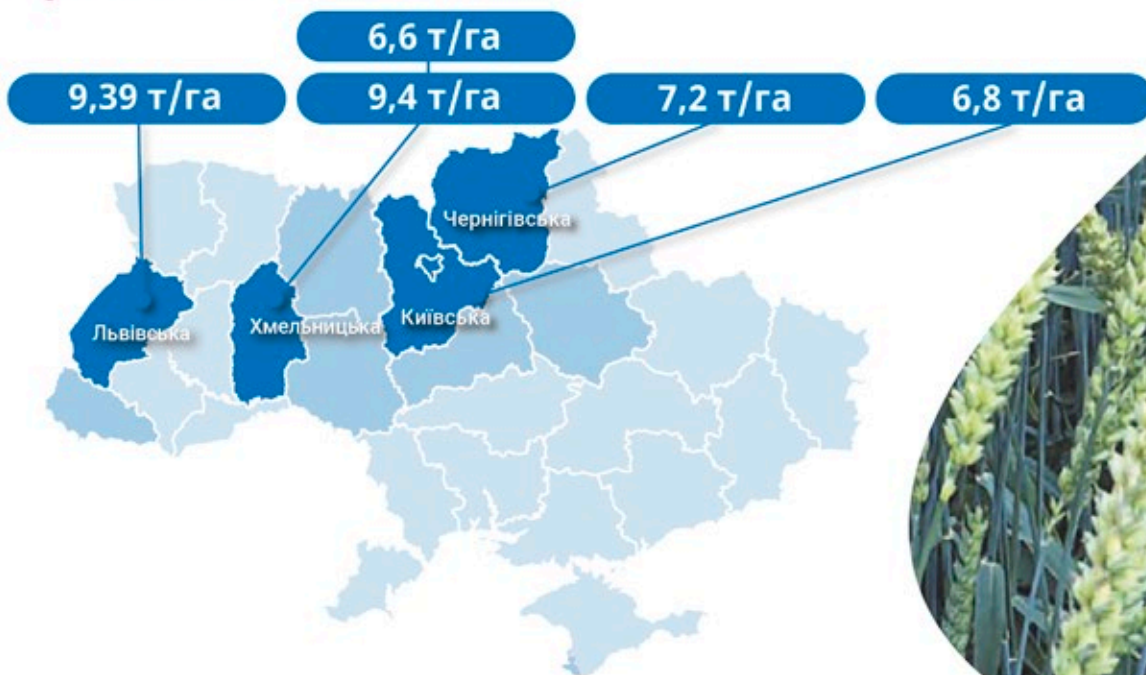 6,6 т/га
9,39 т/га
9,4 т/га
7,2 т/га
6,8 т/га
Чернігівська
Львівська
Хмельницька
Київська